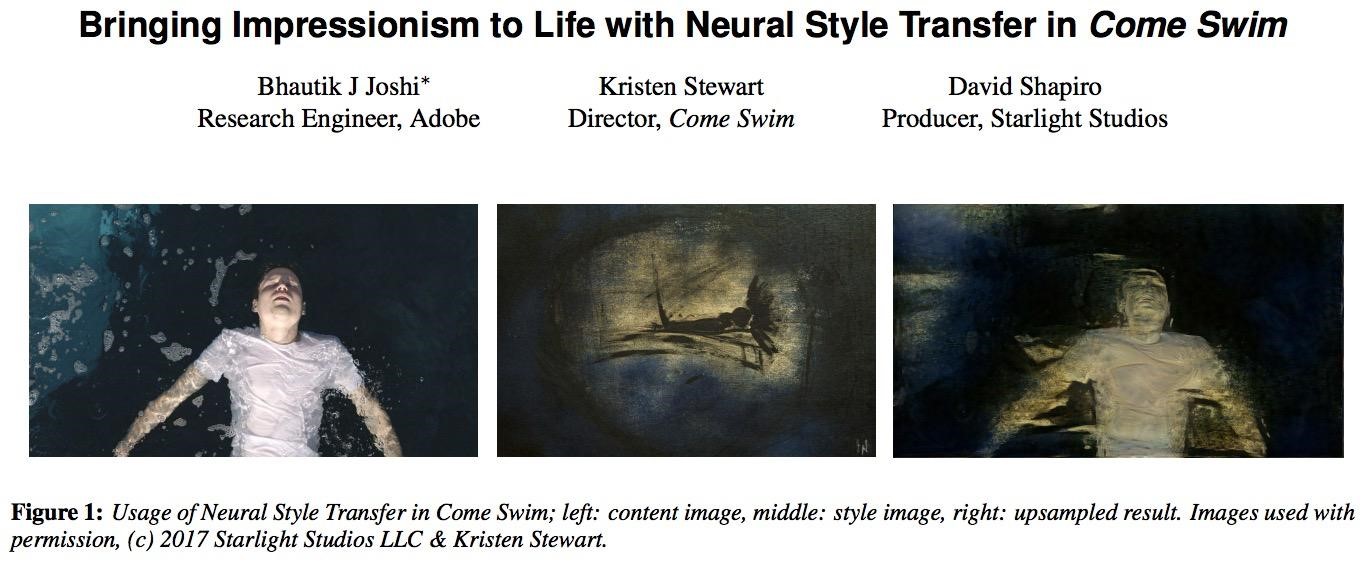 Bringing Impressionism to Life with Neural Style Transfer in Come Swim
Bhautik J Joshi*
Research Engineer, Adobe
Kristen Stewart
Director, Come Swim
David Shapiro
Producer, Starlight Studios
IN
Figure 1: Usage of Neural Style Transfer in Come Swim; left: content image, middle: style image, right: upsampled result. Images used with
permission, (c) 2017 Starlight Studios LLC & Kristen Stewart.